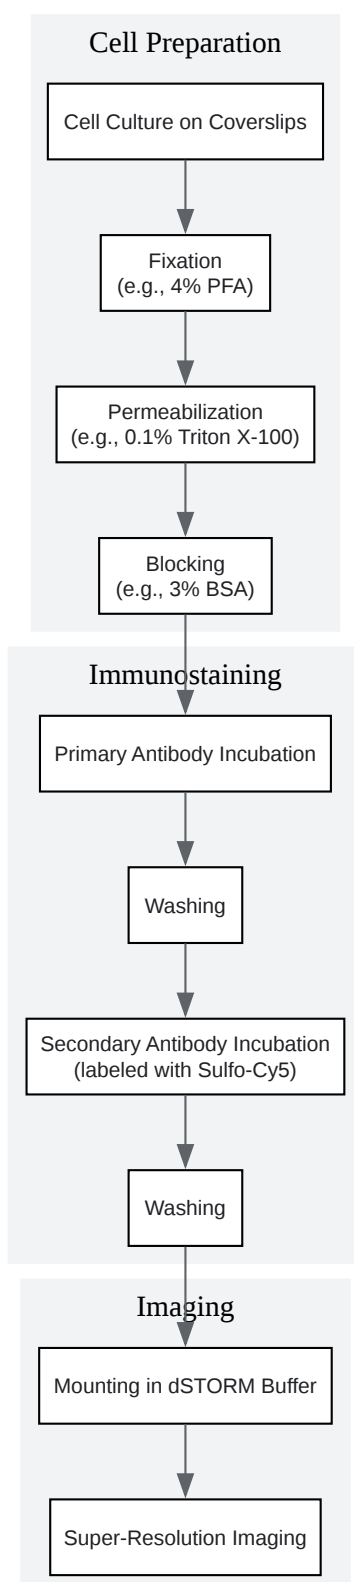 Cell Preparation
Cell Culture on Coverslips
Fixation
(e.g., 4% PFA)
Permeabilization
(e.g., 0.1% Triton X-100)
Blocking
(e.g., 3% BSA)
Immunostaining
Primary Antibody Incubation
Washing
Secondary Antibody Incubation
(labeled with Sulfo-Cy5)
Washing
Imaging
Mounting in dSTORM Buffer
Super-Resolution Imaging